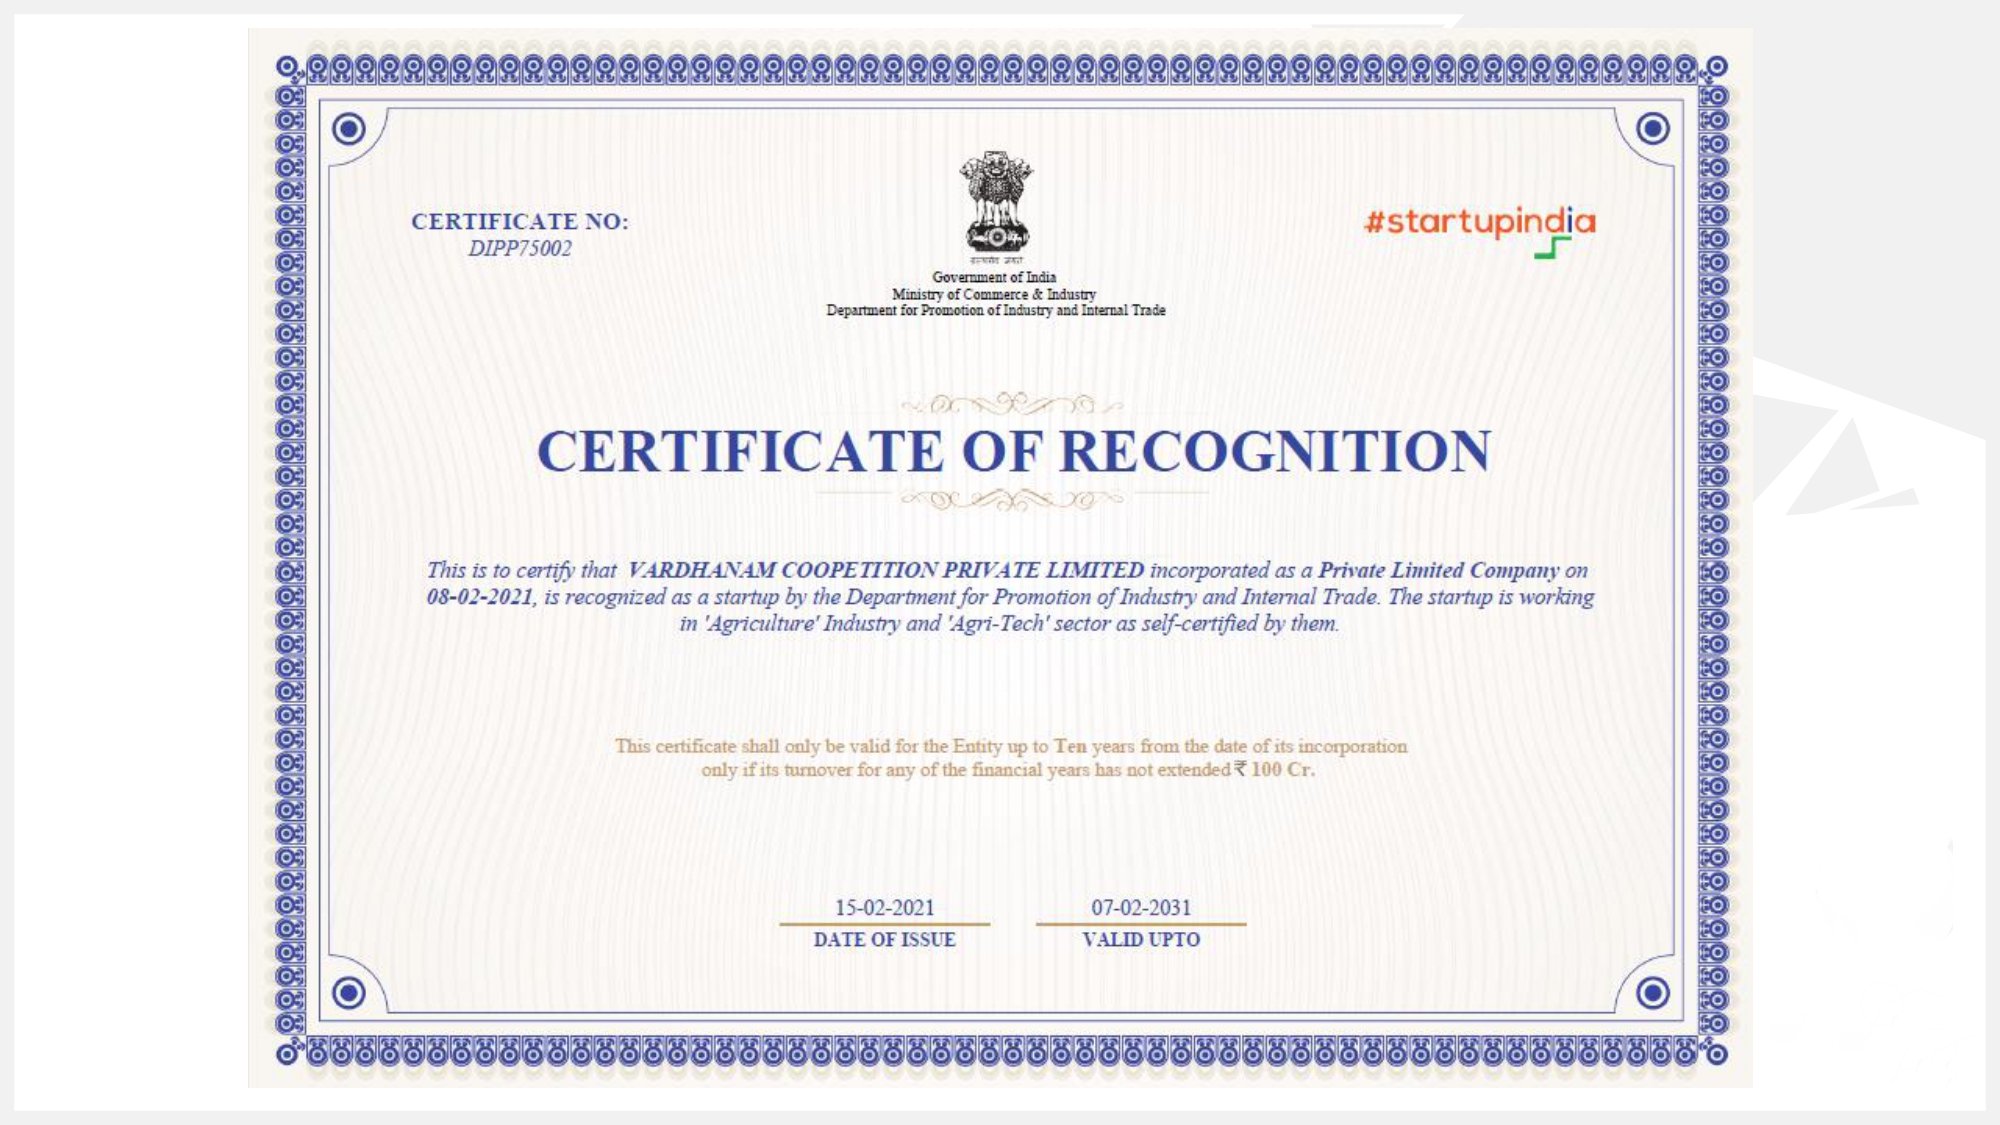 CERTIFICATE NO:
DIPP75002
#startupindia
सत्यमेव जयते
Government of India
Ministry of Commerce & Industry
Department for Promotion of Industry and Internal Trade
CERTIFICATE OF RECOGNITION
This is to certify that VARDHANAM COOPETITION PRIVATE LIMITED incorporated as a Private Limited Company on
08-02-2021, is recognized as a startup by the Department for Promotion of Industry and Internal Trade. The startup is working
in 'Agriculture' Industry and 'Agri-Tech' sector as self-certified by them.
This certificate shall only be valid for the Entity up to Ten years from the date of its incorporation
only if its turnover for any of the financial years has not extended ₹ 100 Cr.
15-02-2021
DATE OF ISSUE
07-02-2031
VALID UPTO